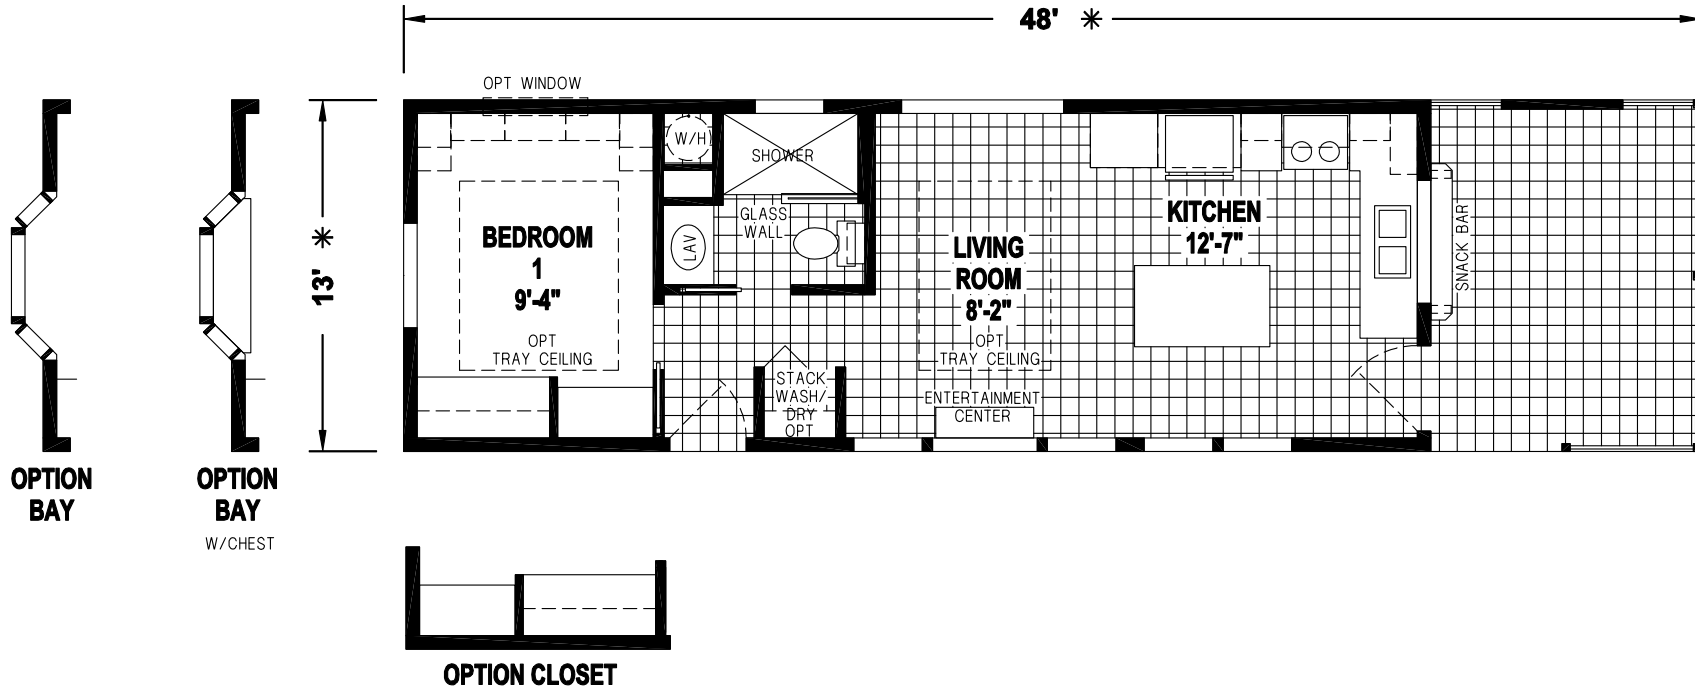 48' ✳
OPT WINDOW
W/H
SHOWER
GLASS
WALL
LAV
BEDROOM
1
9'-4"
OPT
TRAY CEILING
LIVING
ROOM
8'-2"
OPT
TRAY CEILING
KITCHEN
12'-7"
SNACK BAR
13' ✳
STACK
WASH/
DRY
OPT
ENTERTAINMENT
CENTER
OPTION
BAY
OPTION
BAY
W/CHEST
OPTION CLOSET